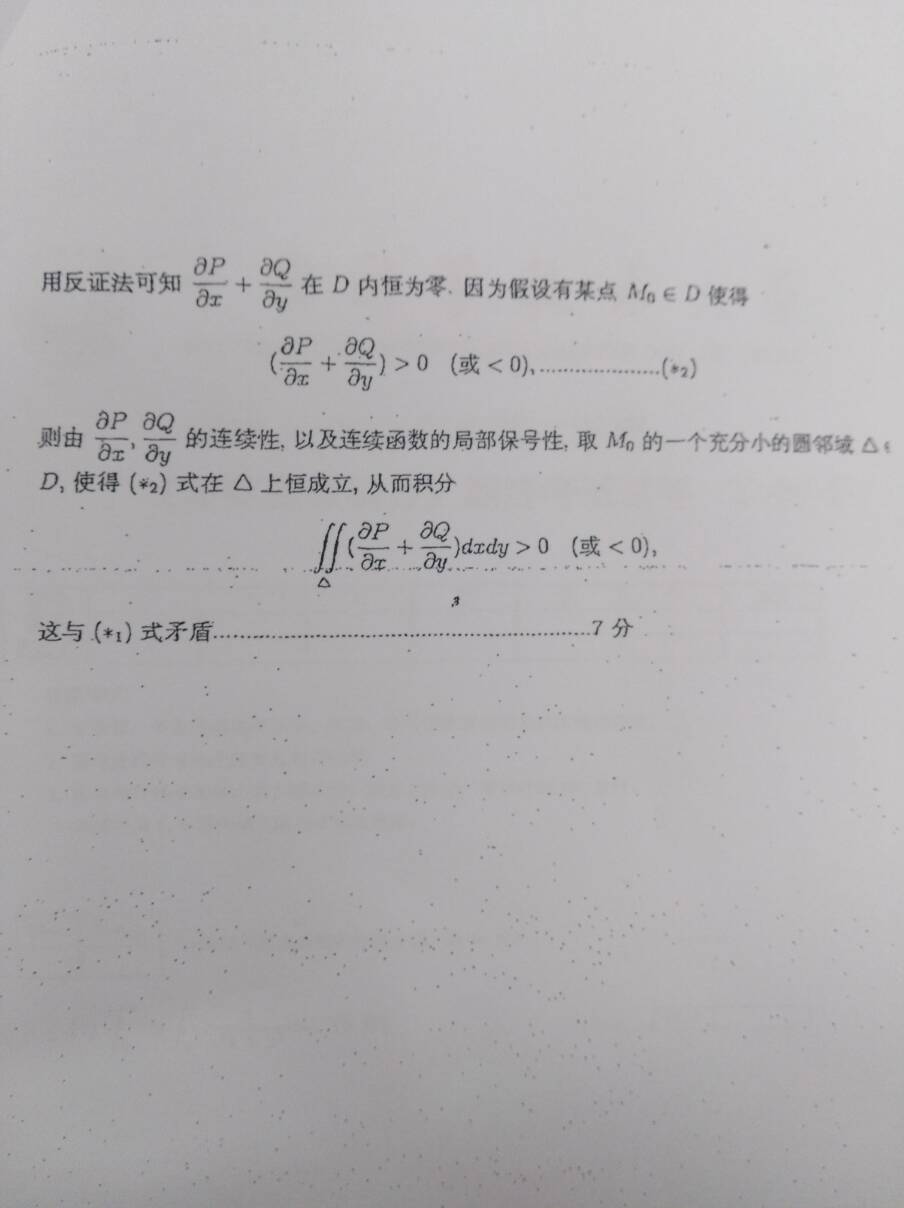 用反证法可知 $\frac{\partial P}{\partial x} + \frac{\partial Q}{\partial y}$ 在 D 内恒为零. 因为假设有某点 $M_0 \in D$ 使得
$(\frac{\partial P}{\partial x} + \frac{\partial Q}{\partial y}) > 0$ (或 < 0), .....................$(*_2)$
则由 $\frac{\partial P}{\partial x}, \frac{\partial Q}{\partial y}$ 的连续性, 以及连续函数的局部保号性, 取 $M_0$ 的一个充分小的圆邻域 △
D, 使得 $(*_2)$ 式在 △ 上恒成立, 从而积分
$\iint_{\triangle} (\frac{\partial P}{\partial x} + \frac{\partial Q}{\partial y}) dxdy > 0$ (或 < 0),
3
这与 $(*_1)$ 式矛盾..........................................................7 分